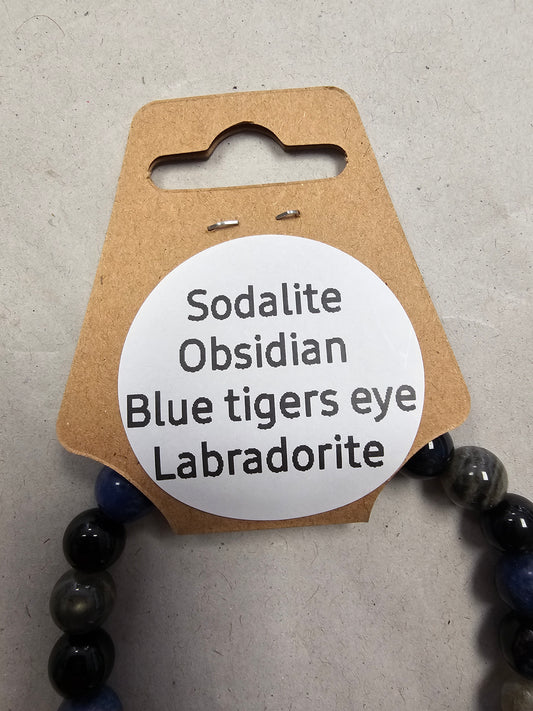 Sodalite
Obsidian
Blue tigers eye
Labradorite